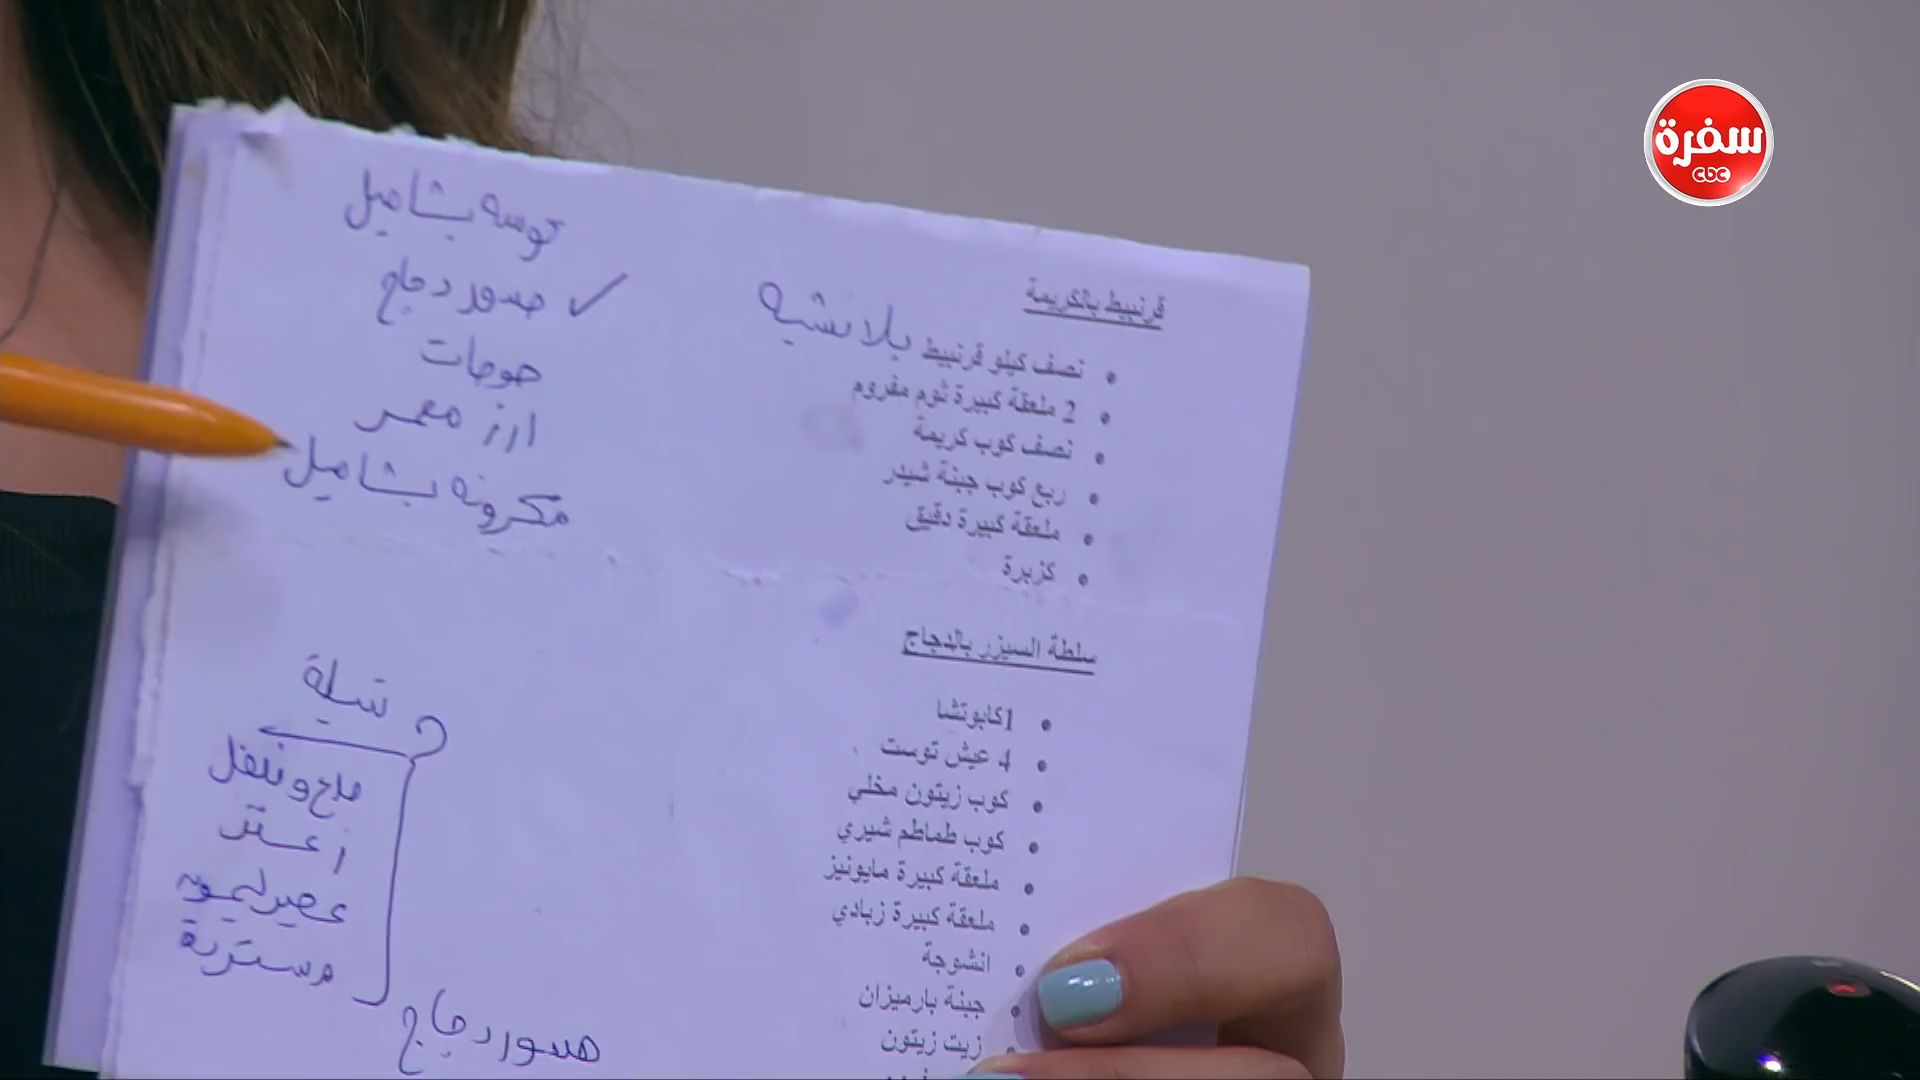 سفرة
cbc
قرنبيط بالكريمة
نصف كيلو قرنبيط بلانشيه
2 ملعقة كبيرة ثوم مفروم
نصف كوب كريمة
ربع كوب جبنة شيدر
ملعقة كبيرة دقيق
كزبرة
سلطة السيزر بالدجاج
1كابوتشا
4 عيش توست
كوب زيتون مخلي
كوب طماطم شيري
ملعقة كبيرة مايونيز
ملعقة كبيرة زبادي
انشوجة
جبنة بارميزان
زيت زيتون
كوسه بشاميل
✓ صدور دجاج
ارز معمر
مكرونه بشاميل
تتبيلة
ملح و فلفل
زعتر
عصير ليمون
مستردة
صدور دجاج